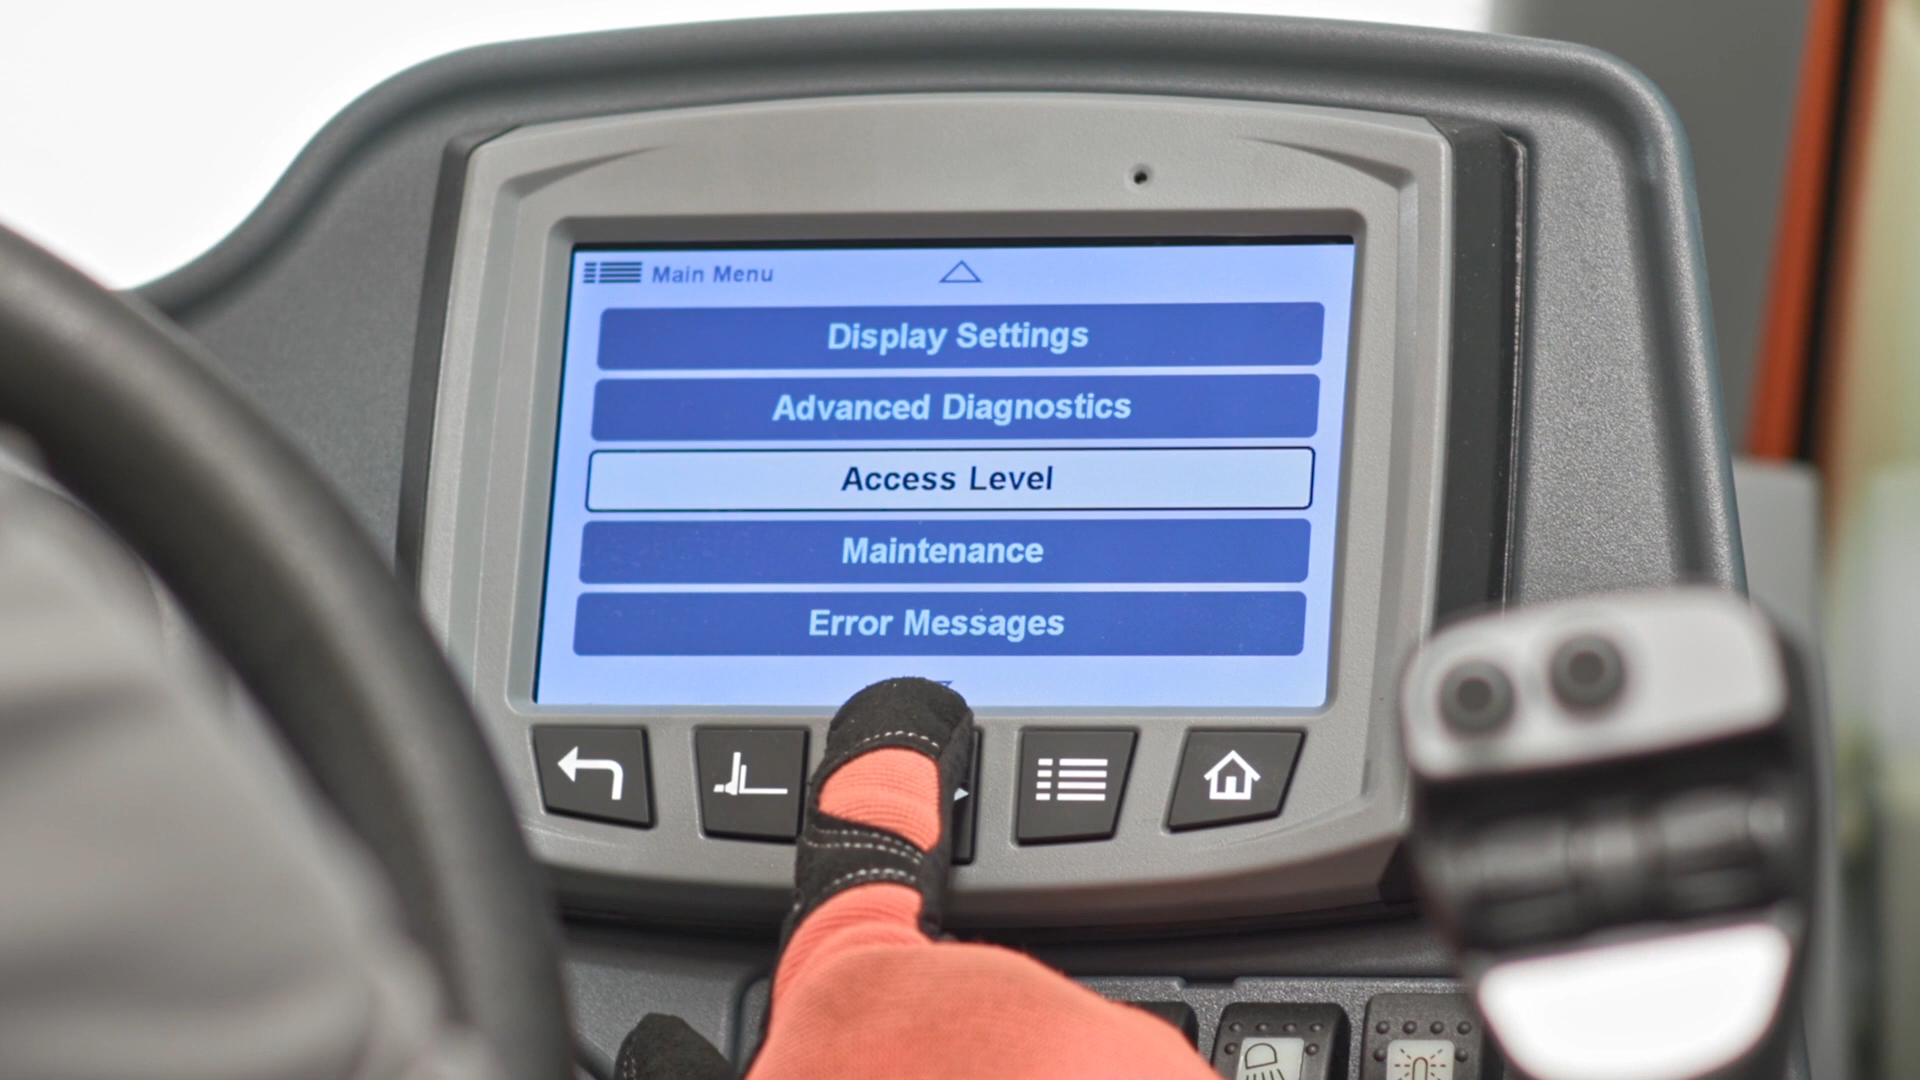 Main Menu
Display Settings
Advanced Diagnostics
Access Level
Maintenance
Error Messages